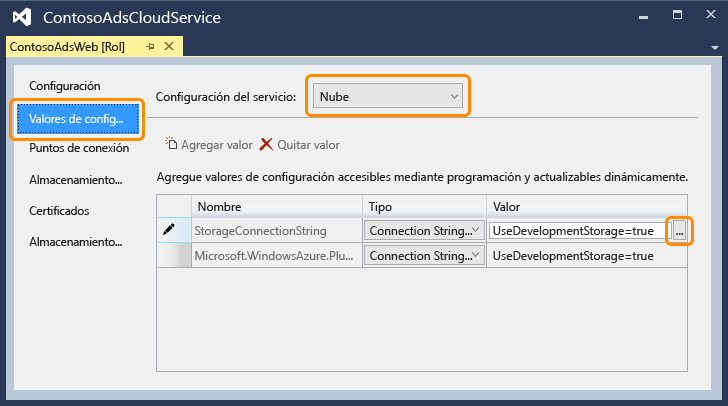 ContosoAdsCloudService
ContosoAdsWeb [Rol]
Configuración
Valores de config...
Puntos de conexión
Almacenamiento...
Certificados
Almacenamiento...
Configuración del servicio: Nube
Agregar valor Quitar valor
Agregue valores de configuración accesibles mediante programación y actualizables dinámicamente.
Nombre Tipo Valor
StorageConnectionString Connection String... UseDevelopmentStorage=true ...
Microsoft.WindowsAzure.Plu... Connection String... UseDevelopmentStorage=true